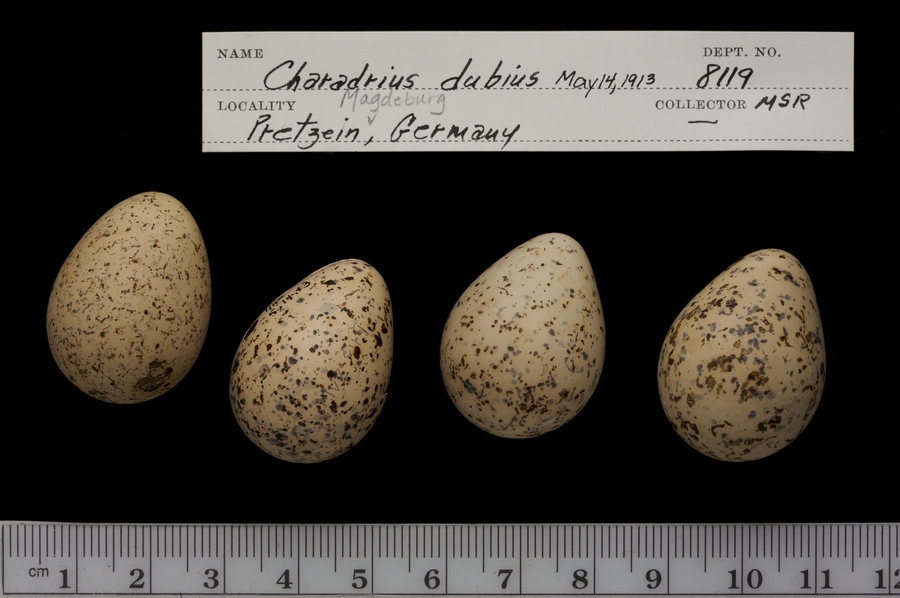 NAME DEPT. NO.
Charadrius dubius May 14, 1913 8119
LOCALITY Magdeburg COLLECTOR MSR
Pretzein, Germany
cm 1 2 3 4 5 6 7 8 9 10 11 12